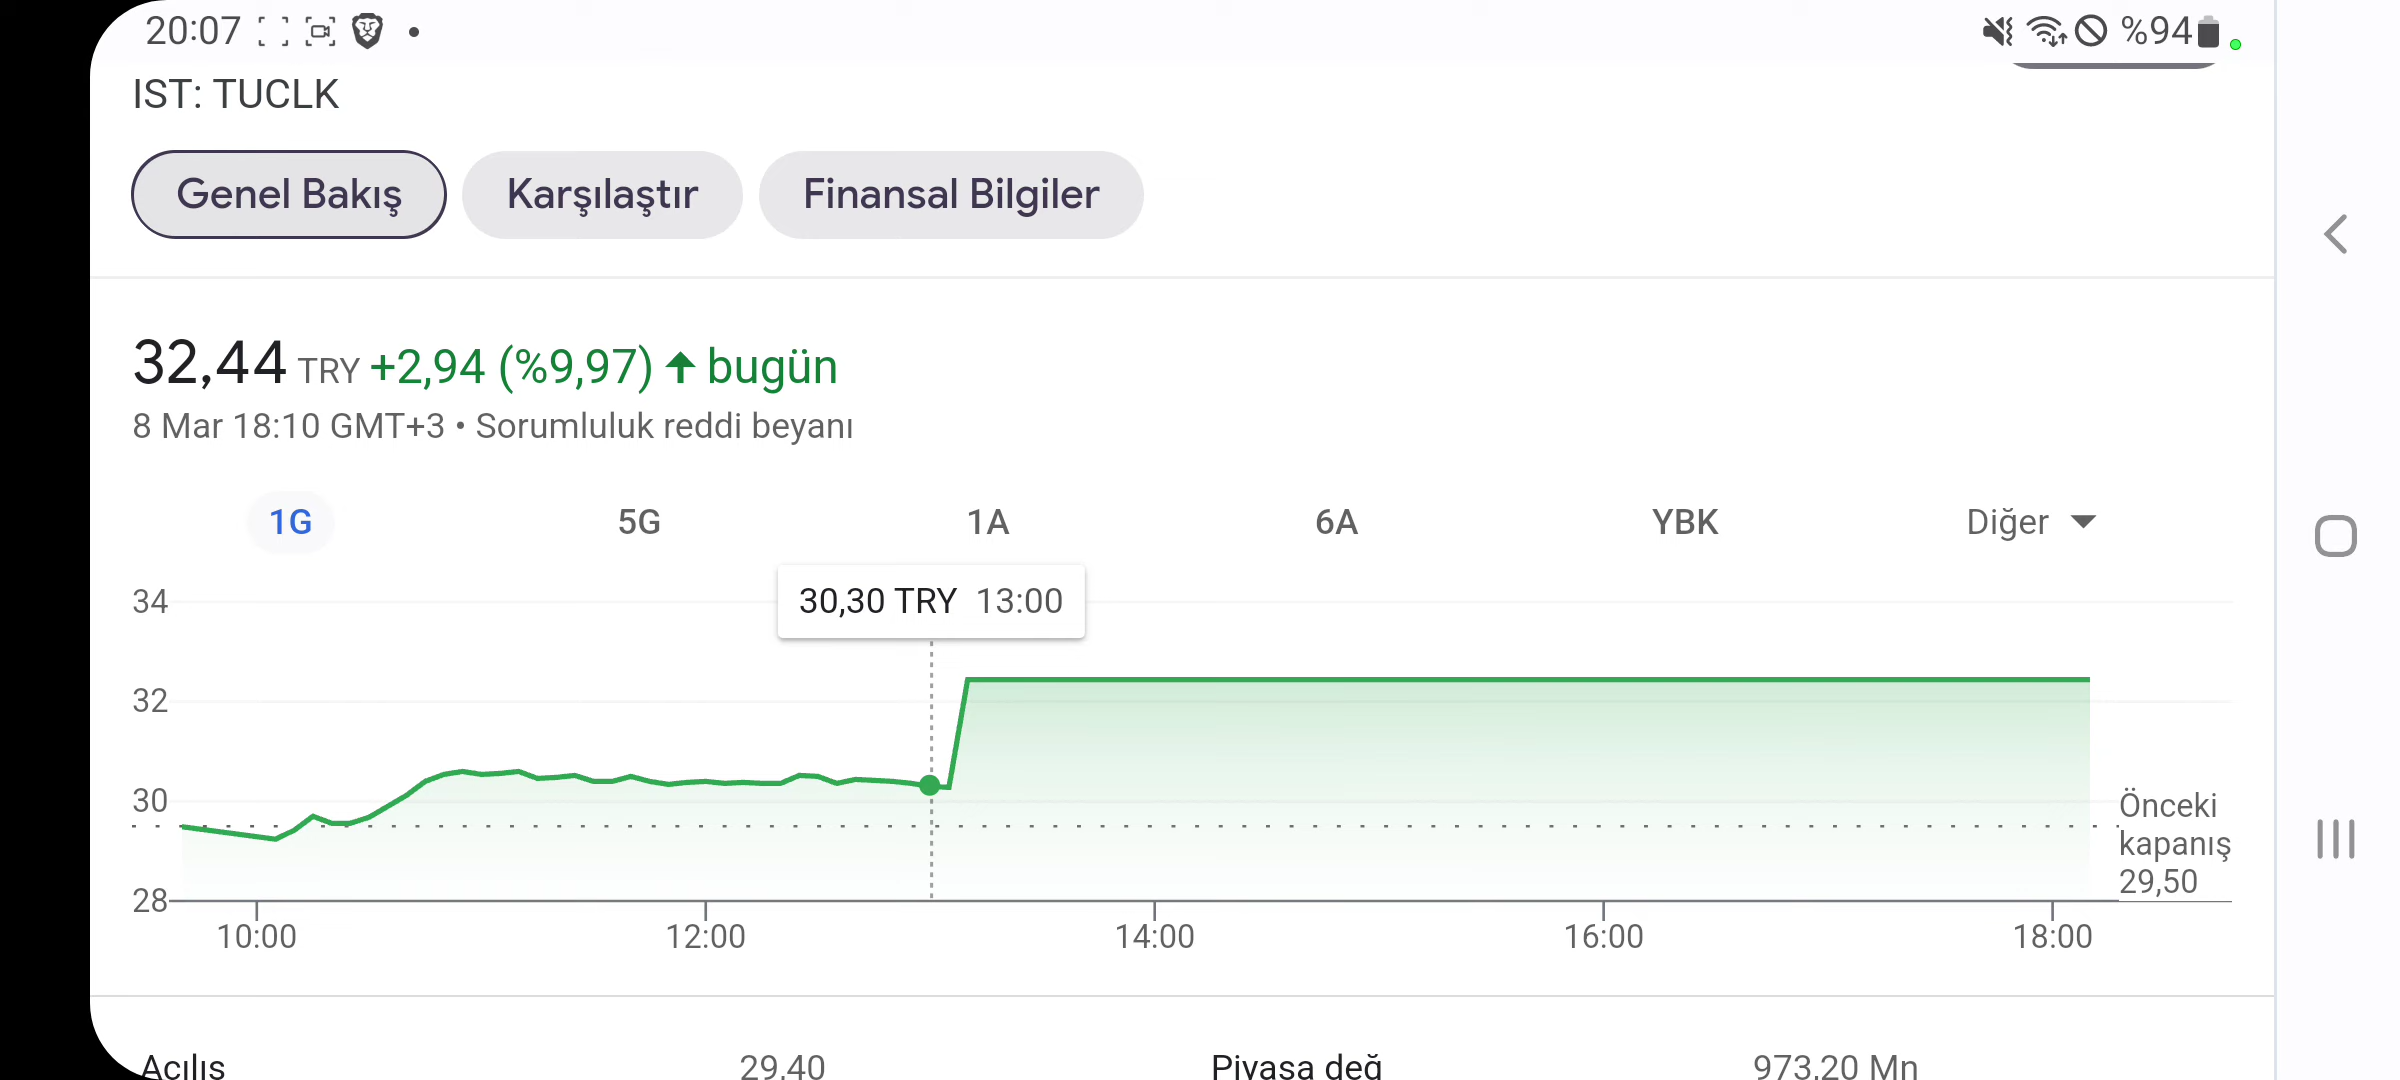 20:07
%94
IST: TUCLK
Genel Bakış Karşılaştır Finansal Bilgiler
32,44 TRY +2,94 (%9,97) bugün
8 Mar 18:10 GMT+3 • Sorumluluk reddi beyanı
1G 5G 1A 6A YBK Diğer
30,30 TRY 13:00
34
32
30
28
Önceki
kapanış
29,50
10:00 12:00 14:00 16:00 18:00
Açılış 29,40 Piyasa değ 973,20 Mn